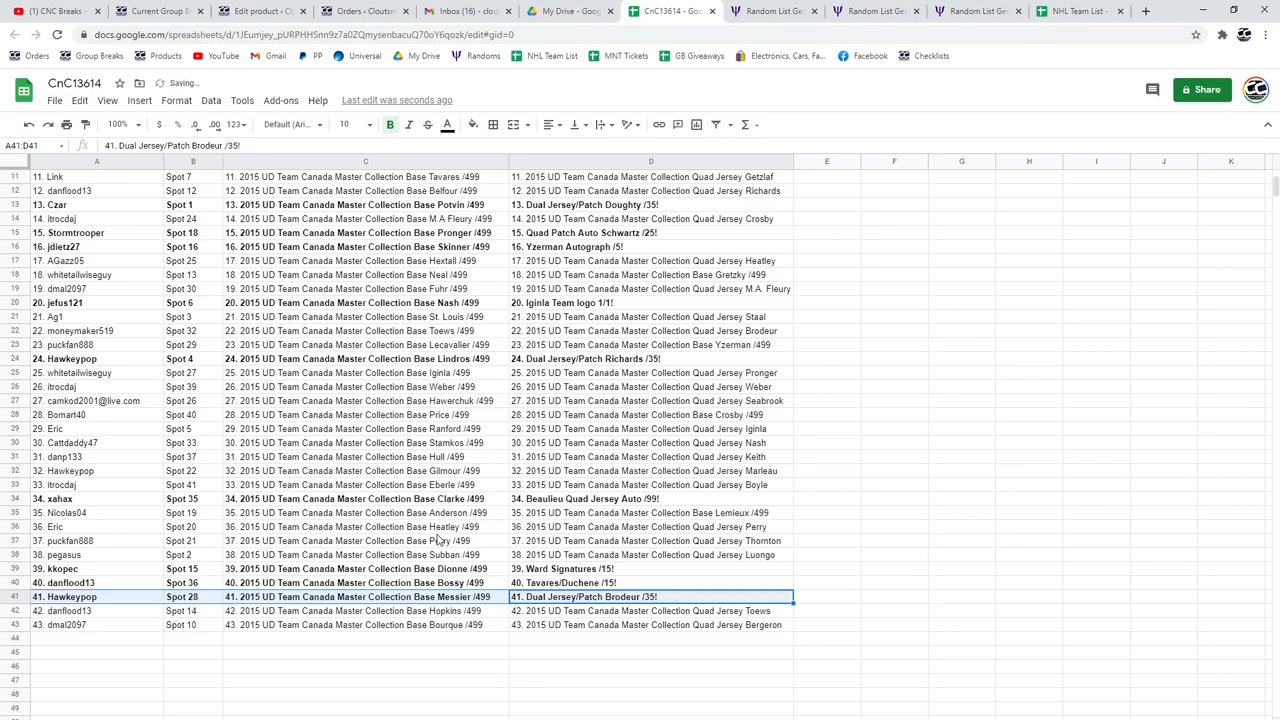 (1) CNC Breaks -
Current Group B
Edit product ‹ C
Orders ‹ Cloutsn
Inbox (16) - clou
My Drive - Goog
CnC13614 - Goo
Random List Ge
Random List Ge
Random List Ge
NHL Team List -
docs.google.com/spreadsheets/d/1JEumjey_pURPHHSnn9z7a0ZQmysenbacuQ70oY6qozk/edit#gid=0
Orders
Group Breaks
Products
YouTube
Gmail
PP
Universal
My Drive
Randoms
NHL Team List
MNT Tickets
GB Giveaways
Electronics, Cars, Fa...
Facebook
Checklists
CnC13614
Saving...
Share
File Edit View Insert Format Data Tools Add-ons Help Last edit was seconds ago
100% $ % .0 .00 123 Default (Ari... 10 B I S A
A41:D41 fx 41. Dual Jersey/Patch Brodeur /35!
A B C D E F G H I J K
11 11. Link Spot 7 11. 2015 UD Team Canada Master Collection Base Tavares /499 11. 2015 UD Team Canada Master Collection Quad Jersey Getzlaf
12 12. danflood13 Spot 12 12. 2015 UD Team Canada Master Collection Base Belfour /499 12. 2015 UD Team Canada Master Collection Quad Jersey Richards
13 13. Czar Spot 1 13. 2015 UD Team Canada Master Collection Base Potvin /499 13. Dual Jersey/Patch Doughty /35!
14 14. itrocdaj Spot 24 14. 2015 UD Team Canada Master Collection Base M.A Fleury /499 14. 2015 UD Team Canada Master Collection Quad Jersey Crosby
15 15. Stormtrooper Spot 18 15. 2015 UD Team Canada Master Collection Base Pronger /499 15. Quad Patch Auto Schwartz /25!
16 16. jdietz27 Spot 16 16. 2015 UD Team Canada Master Collection Base Skinner /499 16. Yzerman Autograph /5!
17 17. AGazz05 Spot 25 17. 2015 UD Team Canada Master Collection Base Hextall /499 17. 2015 UD Team Canada Master Collection Quad Jersey Heatley
18 18. whitetailwiseguy Spot 13 18. 2015 UD Team Canada Master Collection Base Neal /499 18. 2015 UD Team Canada Master Collection Base Gretzky /499
19 19. dmal2097 Spot 30 19. 2015 UD Team Canada Master Collection Base Fuhr /499 19. 2015 UD Team Canada Master Collection Quad Jersey M.A. Fleury
20 20. jefus121 Spot 6 20. 2015 UD Team Canada Master Collection Base Nash /499 20. Iginla Team logo 1/1!
21 21. Ag1 Spot 3 21. 2015 UD Team Canada Master Collection Base St. Louis /499 21. 2015 UD Team Canada Master Collection Quad Jersey Staal
22 22. moneymaker519 Spot 32 22. 2015 UD Team Canada Master Collection Base Toews /499 22. 2015 UD Team Canada Master Collection Quad Jersey Brodeur
23 23. puckfan888 Spot 29 23. 2015 UD Team Canada Master Collection Base Lecavalier /499 23. 2015 UD Team Canada Master Collection Base Yzerman /499
24 24. Hawkeypop Spot 4 24. 2015 UD Team Canada Master Collection Base Lindros /499 24. Dual Jersey/Patch Richards /35!
25 25. whitetailwiseguy Spot 27 25. 2015 UD Team Canada Master Collection Base Iginla /499 25. 2015 UD Team Canada Master Collection Quad Jersey Pronger
26 26. itrocdaj Spot 39 26. 2015 UD Team Canada Master Collection Base Weber /499 26. 2015 UD Team Canada Master Collection Quad Jersey Weber
27 27. camkod2001@live.com Spot 26 27. 2015 UD Team Canada Master Collection Base Hawerchuk /499 27. 2015 UD Team Canada Master Collection Quad Jersey Seabrook
28 28. Bomart40 Spot 40 28. 2015 UD Team Canada Master Collection Base Price /499 28. 2015 UD Team Canada Master Collection Base Crosby /499
29 29. Eric Spot 5 29. 2015 UD Team Canada Master Collection Base Ranford /499 29. 2015 UD Team Canada Master Collection Quad Jersey Iginla
30 30. Cattdaddy47 Spot 33 30. 2015 UD Team Canada Master Collection Base Stamkos /499 30. 2015 UD Team Canada Master Collection Quad Jersey Nash
31 31. danp133 Spot 37 31. 2015 UD Team Canada Master Collection Base Hull /499 31. 2015 UD Team Canada Master Collection Quad Jersey Keith
32 32. Hawkeypop Spot 22 32. 2015 UD Team Canada Master Collection Base Gilmour /499 32. 2015 UD Team Canada Master Collection Quad Jersey Marleau
33 33. itrocdaj Spot 41 33. 2015 UD Team Canada Master Collection Base Eberle /499 33. 2015 UD Team Canada Master Collection Quad Jersey Boyle
34 34. xahax Spot 35 34. 2015 UD Team Canada Master Collection Base Clarke /499 34. Beaulieu Quad Jersey Auto /99!
35 35. Nicolas04 Spot 19 35. 2015 UD Team Canada Master Collection Base Anderson /499 35. 2015 UD Team Canada Master Collection Base Lemieux /499
36 36. Eric Spot 20 36. 2015 UD Team Canada Master Collection Base Heatley /499 36. 2015 UD Team Canada Master Collection Quad Jersey Perry
37 37. puckfan888 Spot 21 37. 2015 UD Team Canada Master Collection Base Perry /499 37. 2015 UD Team Canada Master Collection Quad Jersey Thornton
38 38. pegasus Spot 2 38. 2015 UD Team Canada Master Collection Base Subban /499 38. 2015 UD Team Canada Master Collection Quad Jersey Luongo
39 39. kkopec Spot 15 39. 2015 UD Team Canada Master Collection Base Dionne /499 39. Ward Signatures /15!
40 40. danflood13 Spot 36 40. 2015 UD Team Canada Master Collection Base Bossy /499 40. Tavares/Duchene /15!
41 41. Hawkeypop Spot 28 41. 2015 UD Team Canada Master Collection Base Messier /499 41. Dual Jersey/Patch Brodeur /35!
42 42. danflood13 Spot 14 42. 2015 UD Team Canada Master Collection Base Hopkins /499 42. 2015 UD Team Canada Master Collection Quad Jersey Toews
43 43. dmal2097 Spot 10 43. 2015 UD Team Canada Master Collection Base Bourque /499 43. 2015 UD Team Canada Master Collection Quad Jersey Bergeron
44
45
46
47
48
49